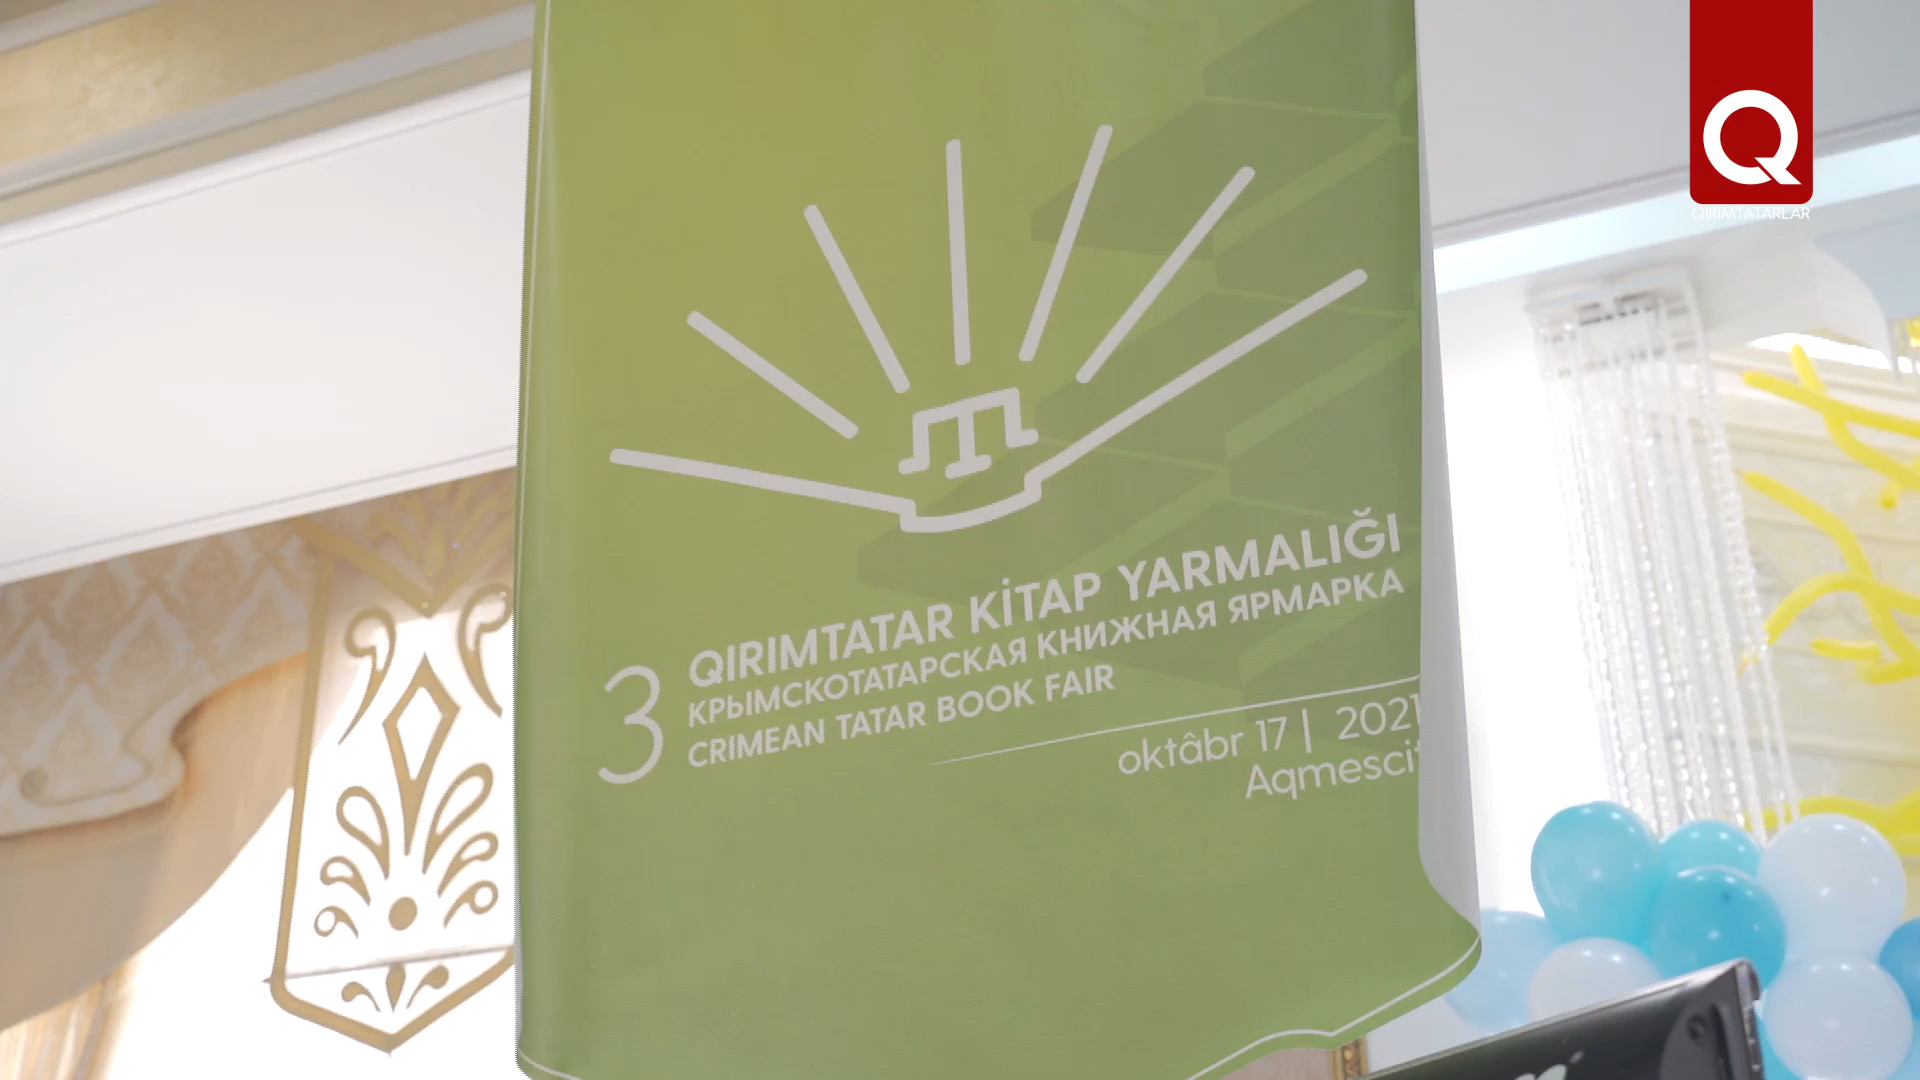 3 QIRIMTATAR KİTAP YARMALIĞI
КРЫМСКОТАТАРСКАЯ КНИЖНАЯ ЯРМАРКА
CRIMEAN TATAR BOOK FAIR
oktâbr 17 | 2021
Aqmescit
Q
QIRIMTATARLAR